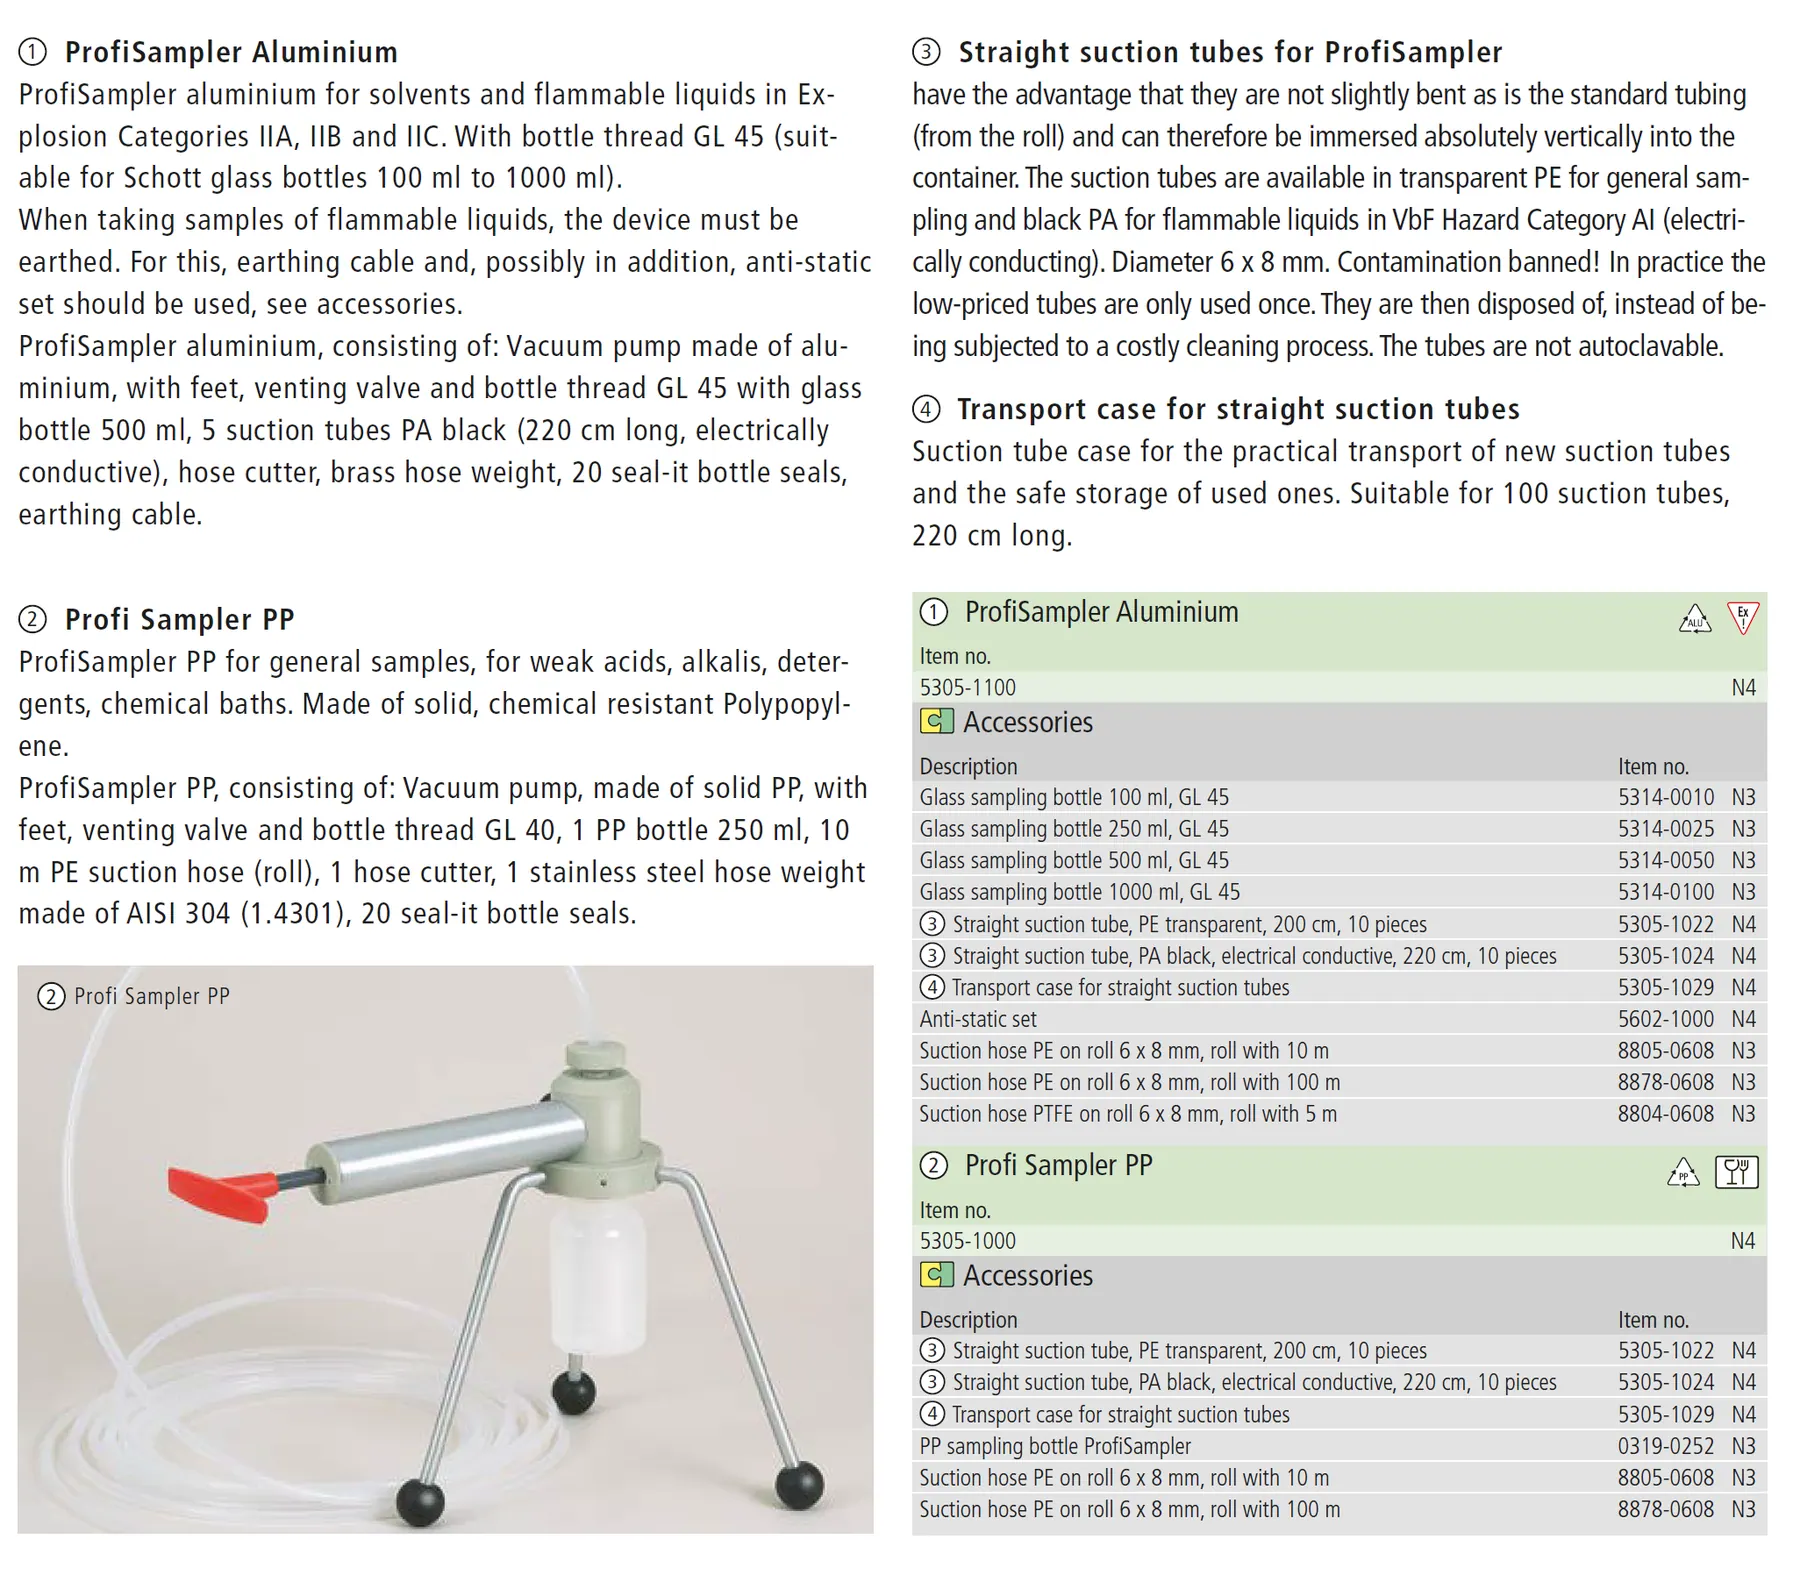 ① ProfiSampler Aluminium
ProfiSampler aluminium for solvents and flammable liquids in Ex-
plosion Categories IIA, IIB and IIC. With bottle thread GL 45 (suit-
able for Schott glass bottles 100 ml to 1000 ml).
When taking samples of flammable liquids, the device must be
earthed. For this, earthing cable and, possibly in addition, anti-static
set should be used, see accessories.
ProfiSampler aluminium, consisting of: Vacuum pump made of alu-
minium, with feet, venting valve and bottle thread GL 45 with glass
bottle 500 ml, 5 suction tubes PA black (220 cm long, electrically
conductive), hose cutter, brass hose weight, 20 seal-it bottle seals,
earthing cable.
② Profi Sampler PP
ProfiSampler PP for general samples, for weak acids, alkalis, deter-
gents, chemical baths. Made of solid, chemical resistant Polypopyl-
ene.
ProfiSampler PP, consisting of: Vacuum pump, made of solid PP, with
feet, venting valve and bottle thread GL 40, 1 PP bottle 250 ml, 10
m PE suction hose (roll), 1 hose cutter, 1 stainless steel hose weight
made of AISI 304 (1.4301), 20 seal-it bottle seals.
② Profi Sampler PP
③ Straight suction tubes for ProfiSampler
have the advantage that they are not slightly bent as is the standard tubing
(from the roll) and can therefore be immersed absolutely vertically into the
container. The suction tubes are available in transparent PE for general sam-
pling and black PA for flammable liquids in VbF Hazard Category AI (electri-
cally conducting). Diameter 6 x 8 mm. Contamination banned! In practice the
low-priced tubes are only used once. They are then disposed of, instead of be-
ing subjected to a costly cleaning process. The tubes are not autoclavable.
④ Transport case for straight suction tubes
Suction tube case for the practical transport of new suction tubes
and the safe storage of used ones. Suitable for 100 suction tubes,
220 cm long.
① ProfiSampler Aluminium ALU Ex !
Item no.
5305-1100 N4
Accessories
Description Item no.
Glass sampling bottle 100 ml, GL 45 5314-0010 N3
Glass sampling bottle 250 ml, GL 45 5314-0025 N3
Glass sampling bottle 500 ml, GL 45 5314-0050 N3
Glass sampling bottle 1000 ml, GL 45 5314-0100 N3
③ Straight suction tube, PE transparent, 200 cm, 10 pieces 5305-1022 N4
③ Straight suction tube, PA black, electrical conductive, 220 cm, 10 pieces 5305-1024 N4
④ Transport case for straight suction tubes 5305-1029 N4
Anti-static set 5602-1000 N4
Suction hose PE on roll 6 x 8 mm, roll with 10 m 8805-0608 N3
Suction hose PE on roll 6 x 8 mm, roll with 100 m 8878-0608 N3
Suction hose PTFE on roll 6 x 8 mm, roll with 5 m 8804-0608 N3
② Profi Sampler PP PP
Item no.
5305-1000 N4
Accessories
Description Item no.
③ Straight suction tube, PE transparent, 200 cm, 10 pieces 5305-1022 N4
③ Straight suction tube, PA black, electrical conductive, 220 cm, 10 pieces 5305-1024 N4
④ Transport case for straight suction tubes 5305-1029 N4
PP sampling bottle ProfiSampler 0319-0252 N3
Suction hose PE on roll 6 x 8 mm, roll with 10 m 8805-0608 N3
Suction hose PE on roll 6 x 8 mm, roll with 100 m 8878-0608 N3